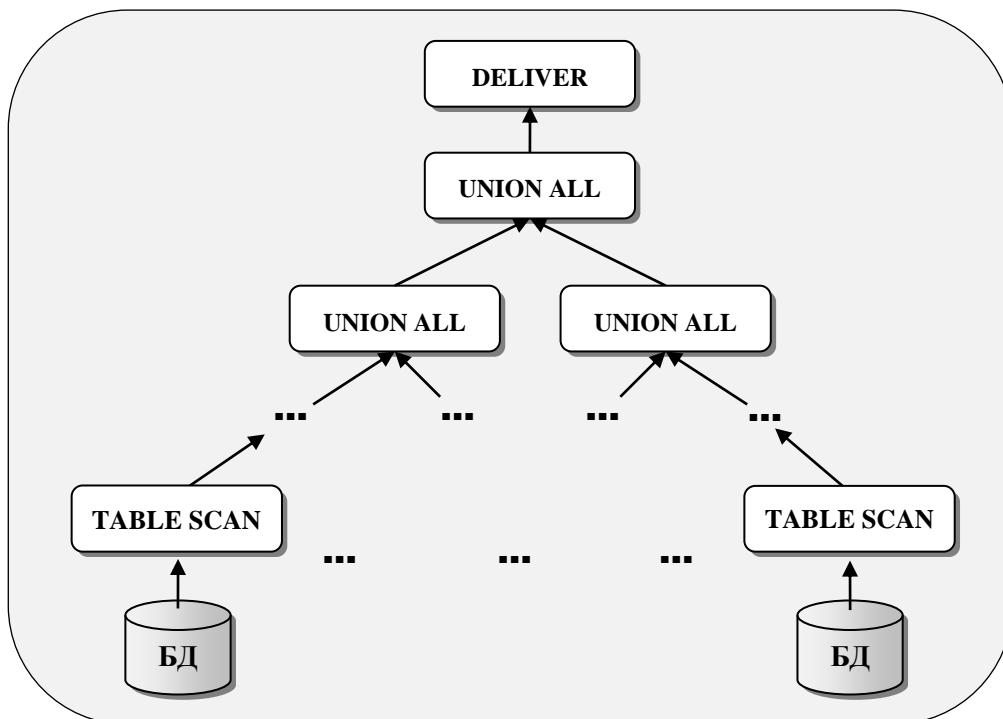 DELIVER
UNION ALL
UNION ALL
UNION ALL
...
...
...
...
TABLE SCAN
TABLE SCAN
...
...
...
БД
БД